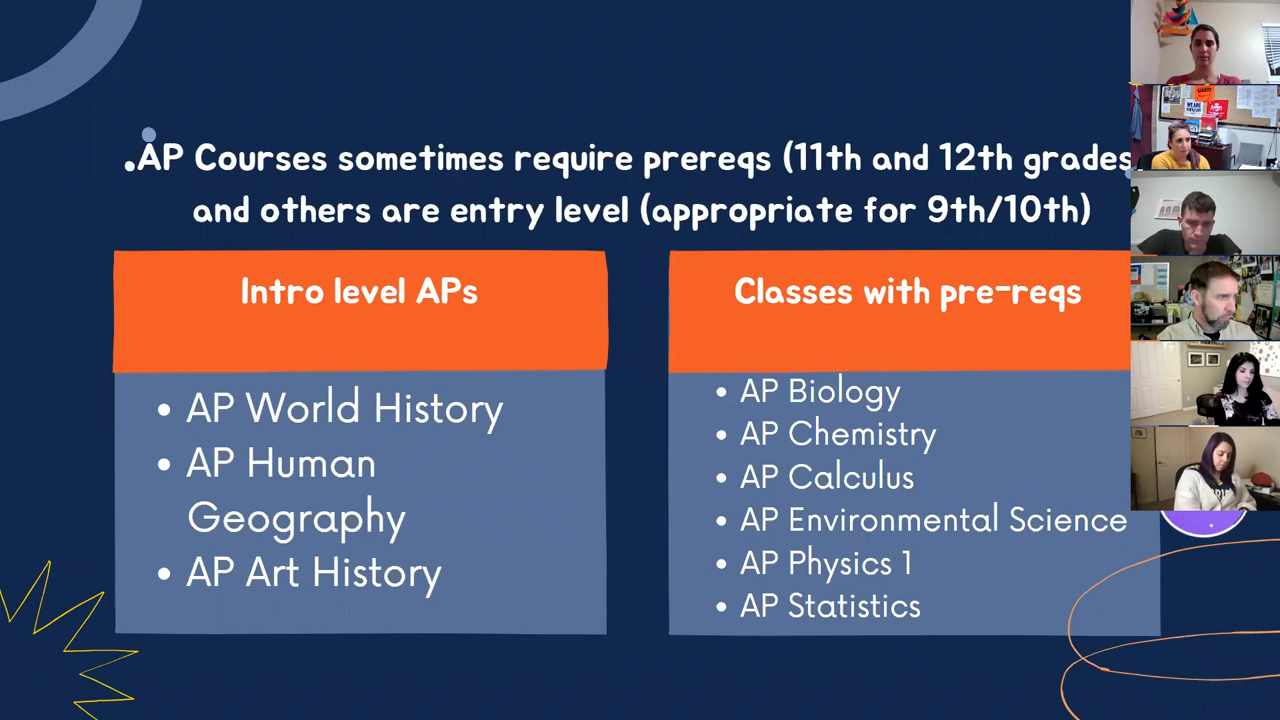 .AP Courses sometimes require prereqs (11th and 12th grades
and others are entry level (appropriate for 9th/10th)
Intro level APs
Classes with pre-reqs
• AP World History
• AP Human
Geography
• AP Art History
• AP Biology
• AP Chemistry
• AP Calculus
• AP Environmental Science
• AP Physics 1
• AP Statistics